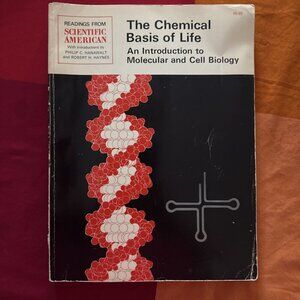 READINGS FROM
SCIENTIFIC
AMERICAN
With introductions by
PHILIP C. HANAWALT
and ROBERT H. HAYNES
The Chemical
Basis of Life
An Introduction to
Molecular and Cell Biology